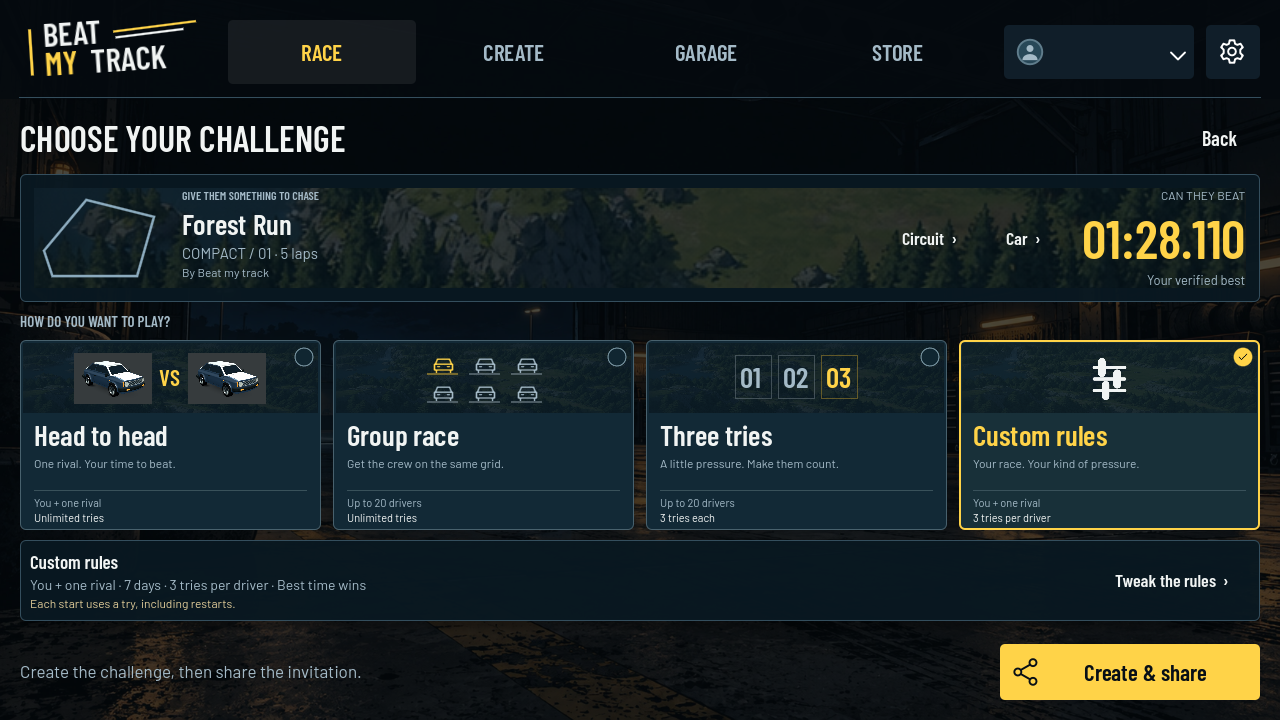 BEAT
MY TRACK
RACE
CREATE
GARAGE
STORE
CHOOSE YOUR CHALLENGE
Back
GIVE THEM SOMETHING TO CHASE
Forest Run
COMPACT / 01 · 5 laps
By Beat my track
Circuit ›
Car ›
CAN THEY BEAT
01:28.110
Your verified best
HOW DO YOU WANT TO PLAY?
VS
Head to head
One rival. Your time to beat.
You + one rival
Unlimited tries
Group race
Get the crew on the same grid.
Up to 20 drivers
Unlimited tries
01 02 03
Three tries
A little pressure. Make them count.
Up to 20 drivers
3 tries each
Custom rules
Your race. Your kind of pressure.
You + one rival
3 tries per driver
Custom rules
You + one rival · 7 days · 3 tries per driver · Best time wins
Each start uses a try, including restarts.
Tweak the rules ›
Create the challenge, then share the invitation.
Create & share